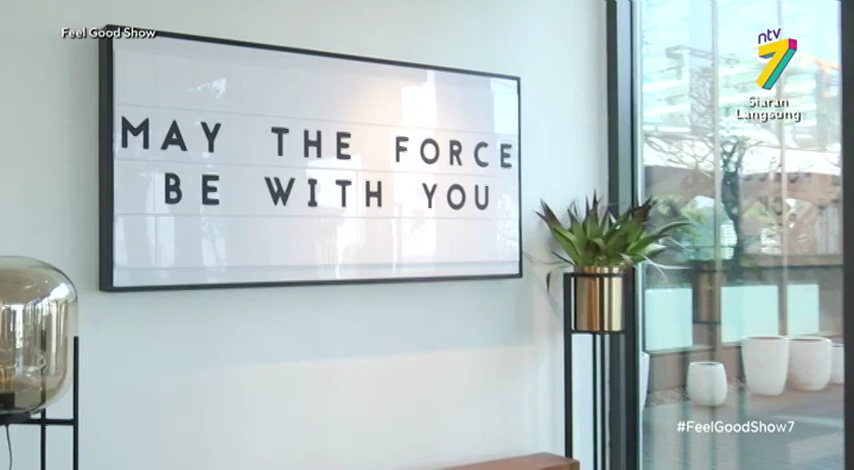 Feel Good Show
ntv
7
Siaran
Langsung
MAY THE FORCE
BE WITH YOU
#FeelGoodShow7